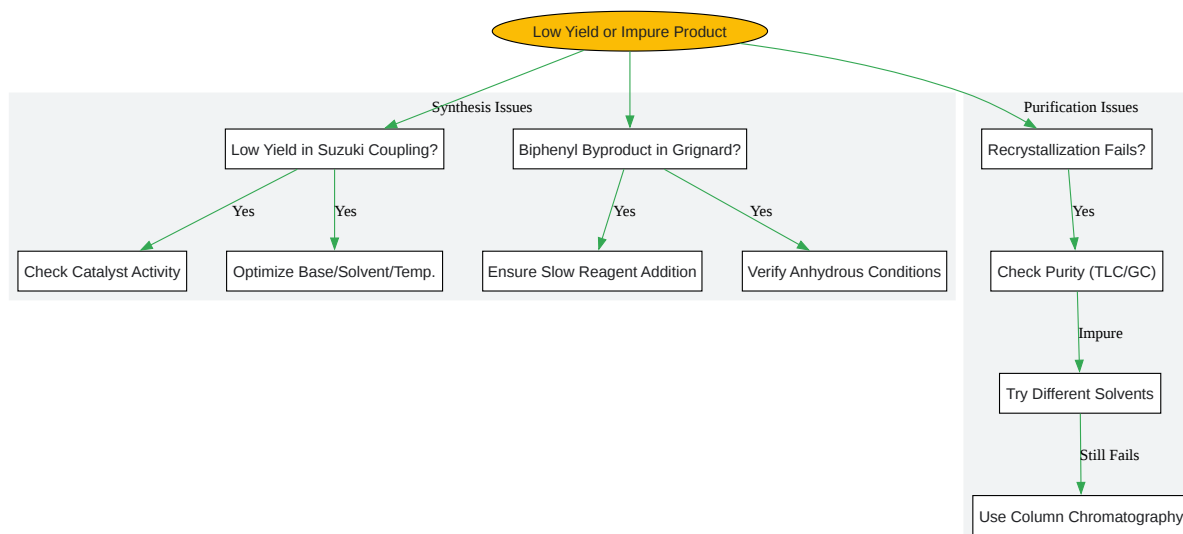 Low Yield or Impure Product
Synthesis Issues
Purification Issues
Low Yield in Suzuki Coupling?
Biphenyl Byproduct in Grignard?
Recrystallization Fails?
Yes
Yes
Yes
Yes
Yes
Check Catalyst Activity
Optimize Base/Solvent/Temp.
Ensure Slow Reagent Addition
Verify Anhydrous Conditions
Check Purity (TLC/GC)
Impure
Try Different Solvents
Still Fails
Use Column Chromatography